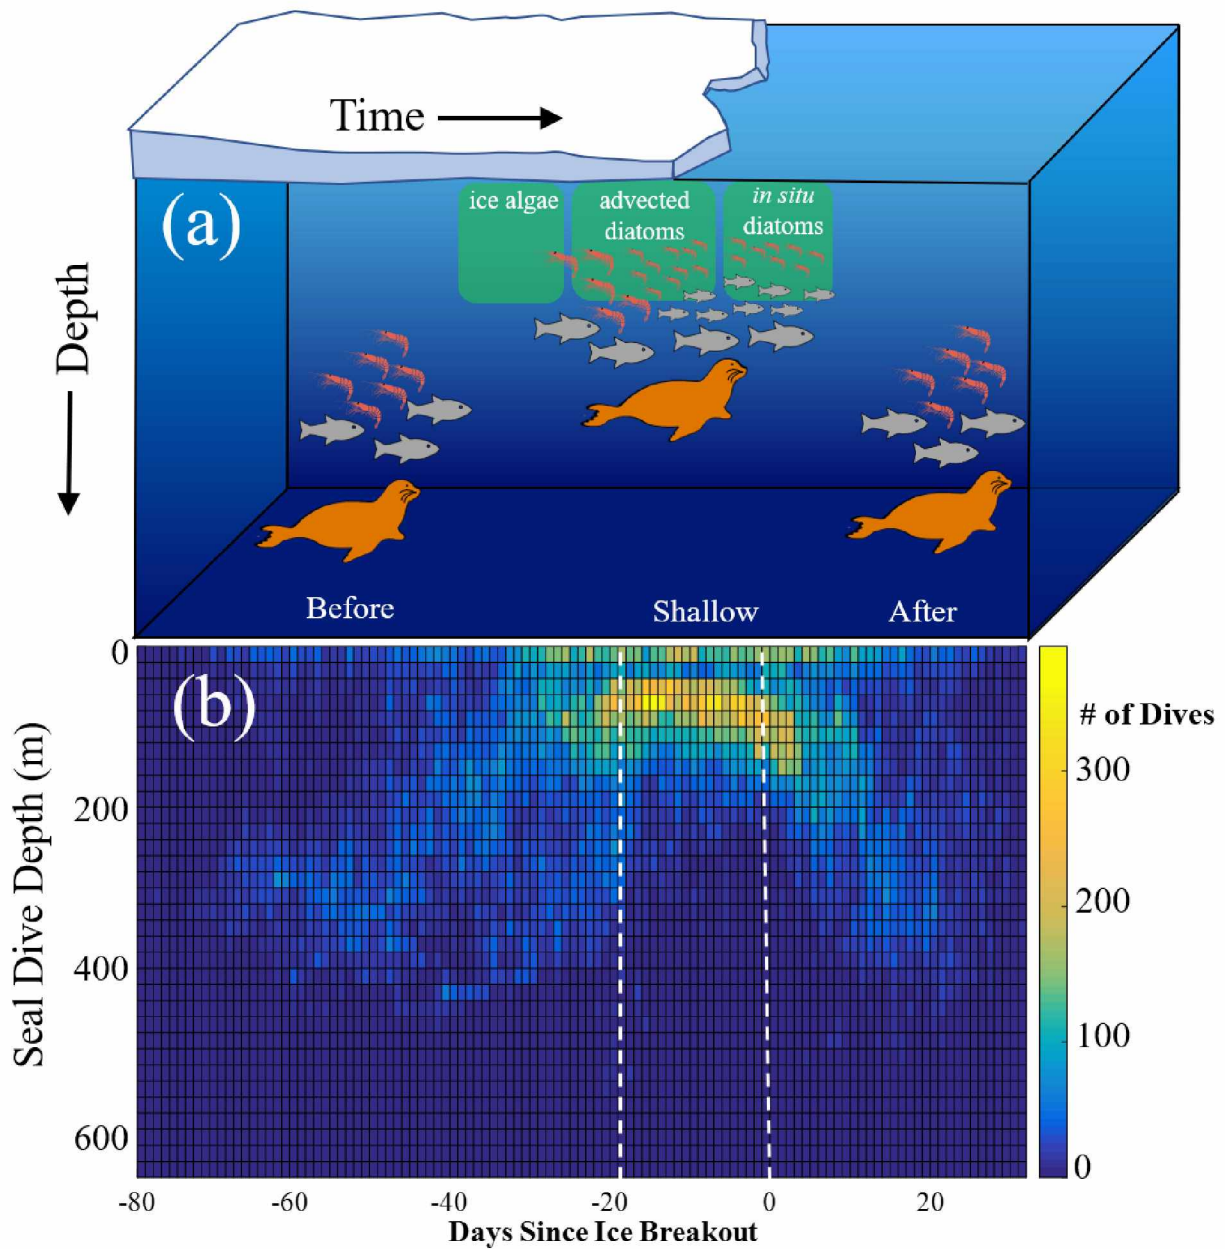 Time
(a)
ice algae
advected
diatoms
in situ
diatoms
Depth
Before
Shallow
After
(b)
Seal Dive Depth (m)
0
200
400
600
# of Dives
300
200
100
0
-80
-60
-40
-20
0
20
Days Since Ice Breakout